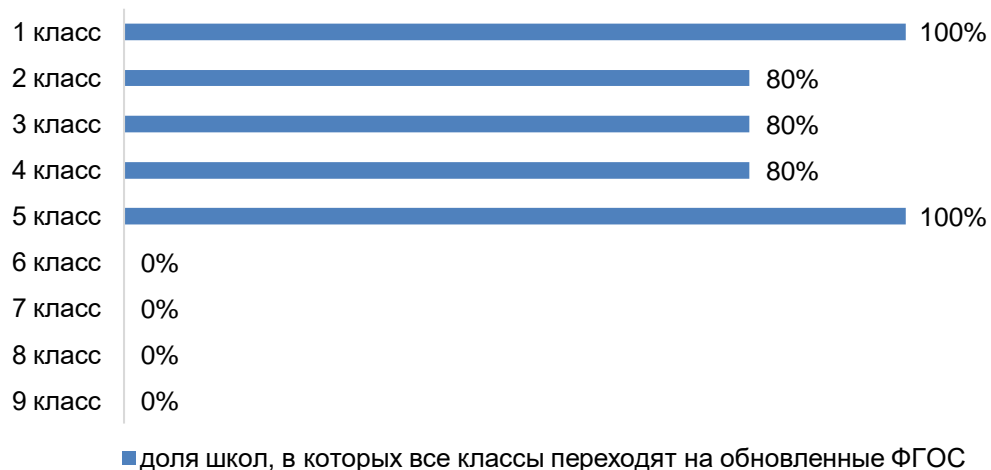 1 класс 100%
2 класс 80%
3 класс 80%
4 класс 80%
5 класс 100%
6 класс 0%
7 класс 0%
8 класс 0%
9 класс 0%
доля школ, в которых все классы переходят на обновленные ФГОС